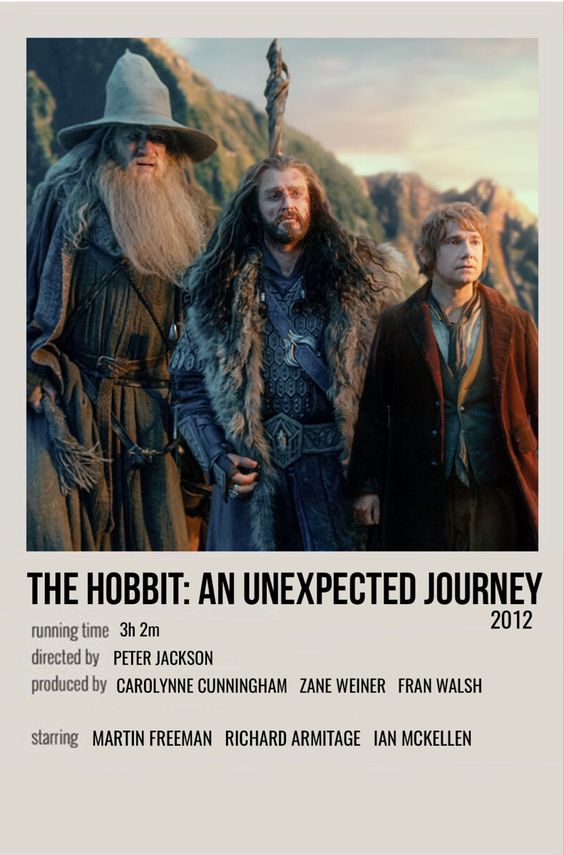 THE HOBBIT: AN UNEXPECTED JOURNEY
2012
running time 3h 2m
directed by PETER JACKSON
produced by CAROLYNNE CUNNINGHAM ZANE WEINER FRAN WALSH
starring MARTIN FREEMAN RICHARD ARMITAGE IAN MCKELLEN